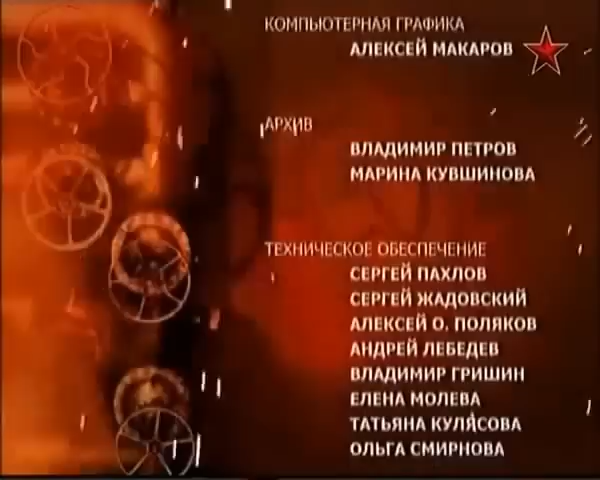 КОМПЬЮТЕРНАЯ ГРАФИКА
АЛЕКСЕЙ МАКАРОВ
АРХИВ
ВЛАДИМИР ПЕТРОВ
МАРИНА КУВШИНОВА
ТЕХНИЧЕСКОЕ ОБЕСПЕЧЕНИЕ
СЕРГЕЙ ПАХЛОВ
СЕРГЕЙ ЖАДОВСКИЙ
АЛЕКСЕЙ О. ПОЛЯКОВ
АНДРЕЙ ЛЕБЕДЕВ
ВЛАДИМИР ГРИШИН
ЕЛЕНА МОЛЕВА
ТАТЬЯНА КУЛЯСОВА
ОЛЬГА СМИРНОВА